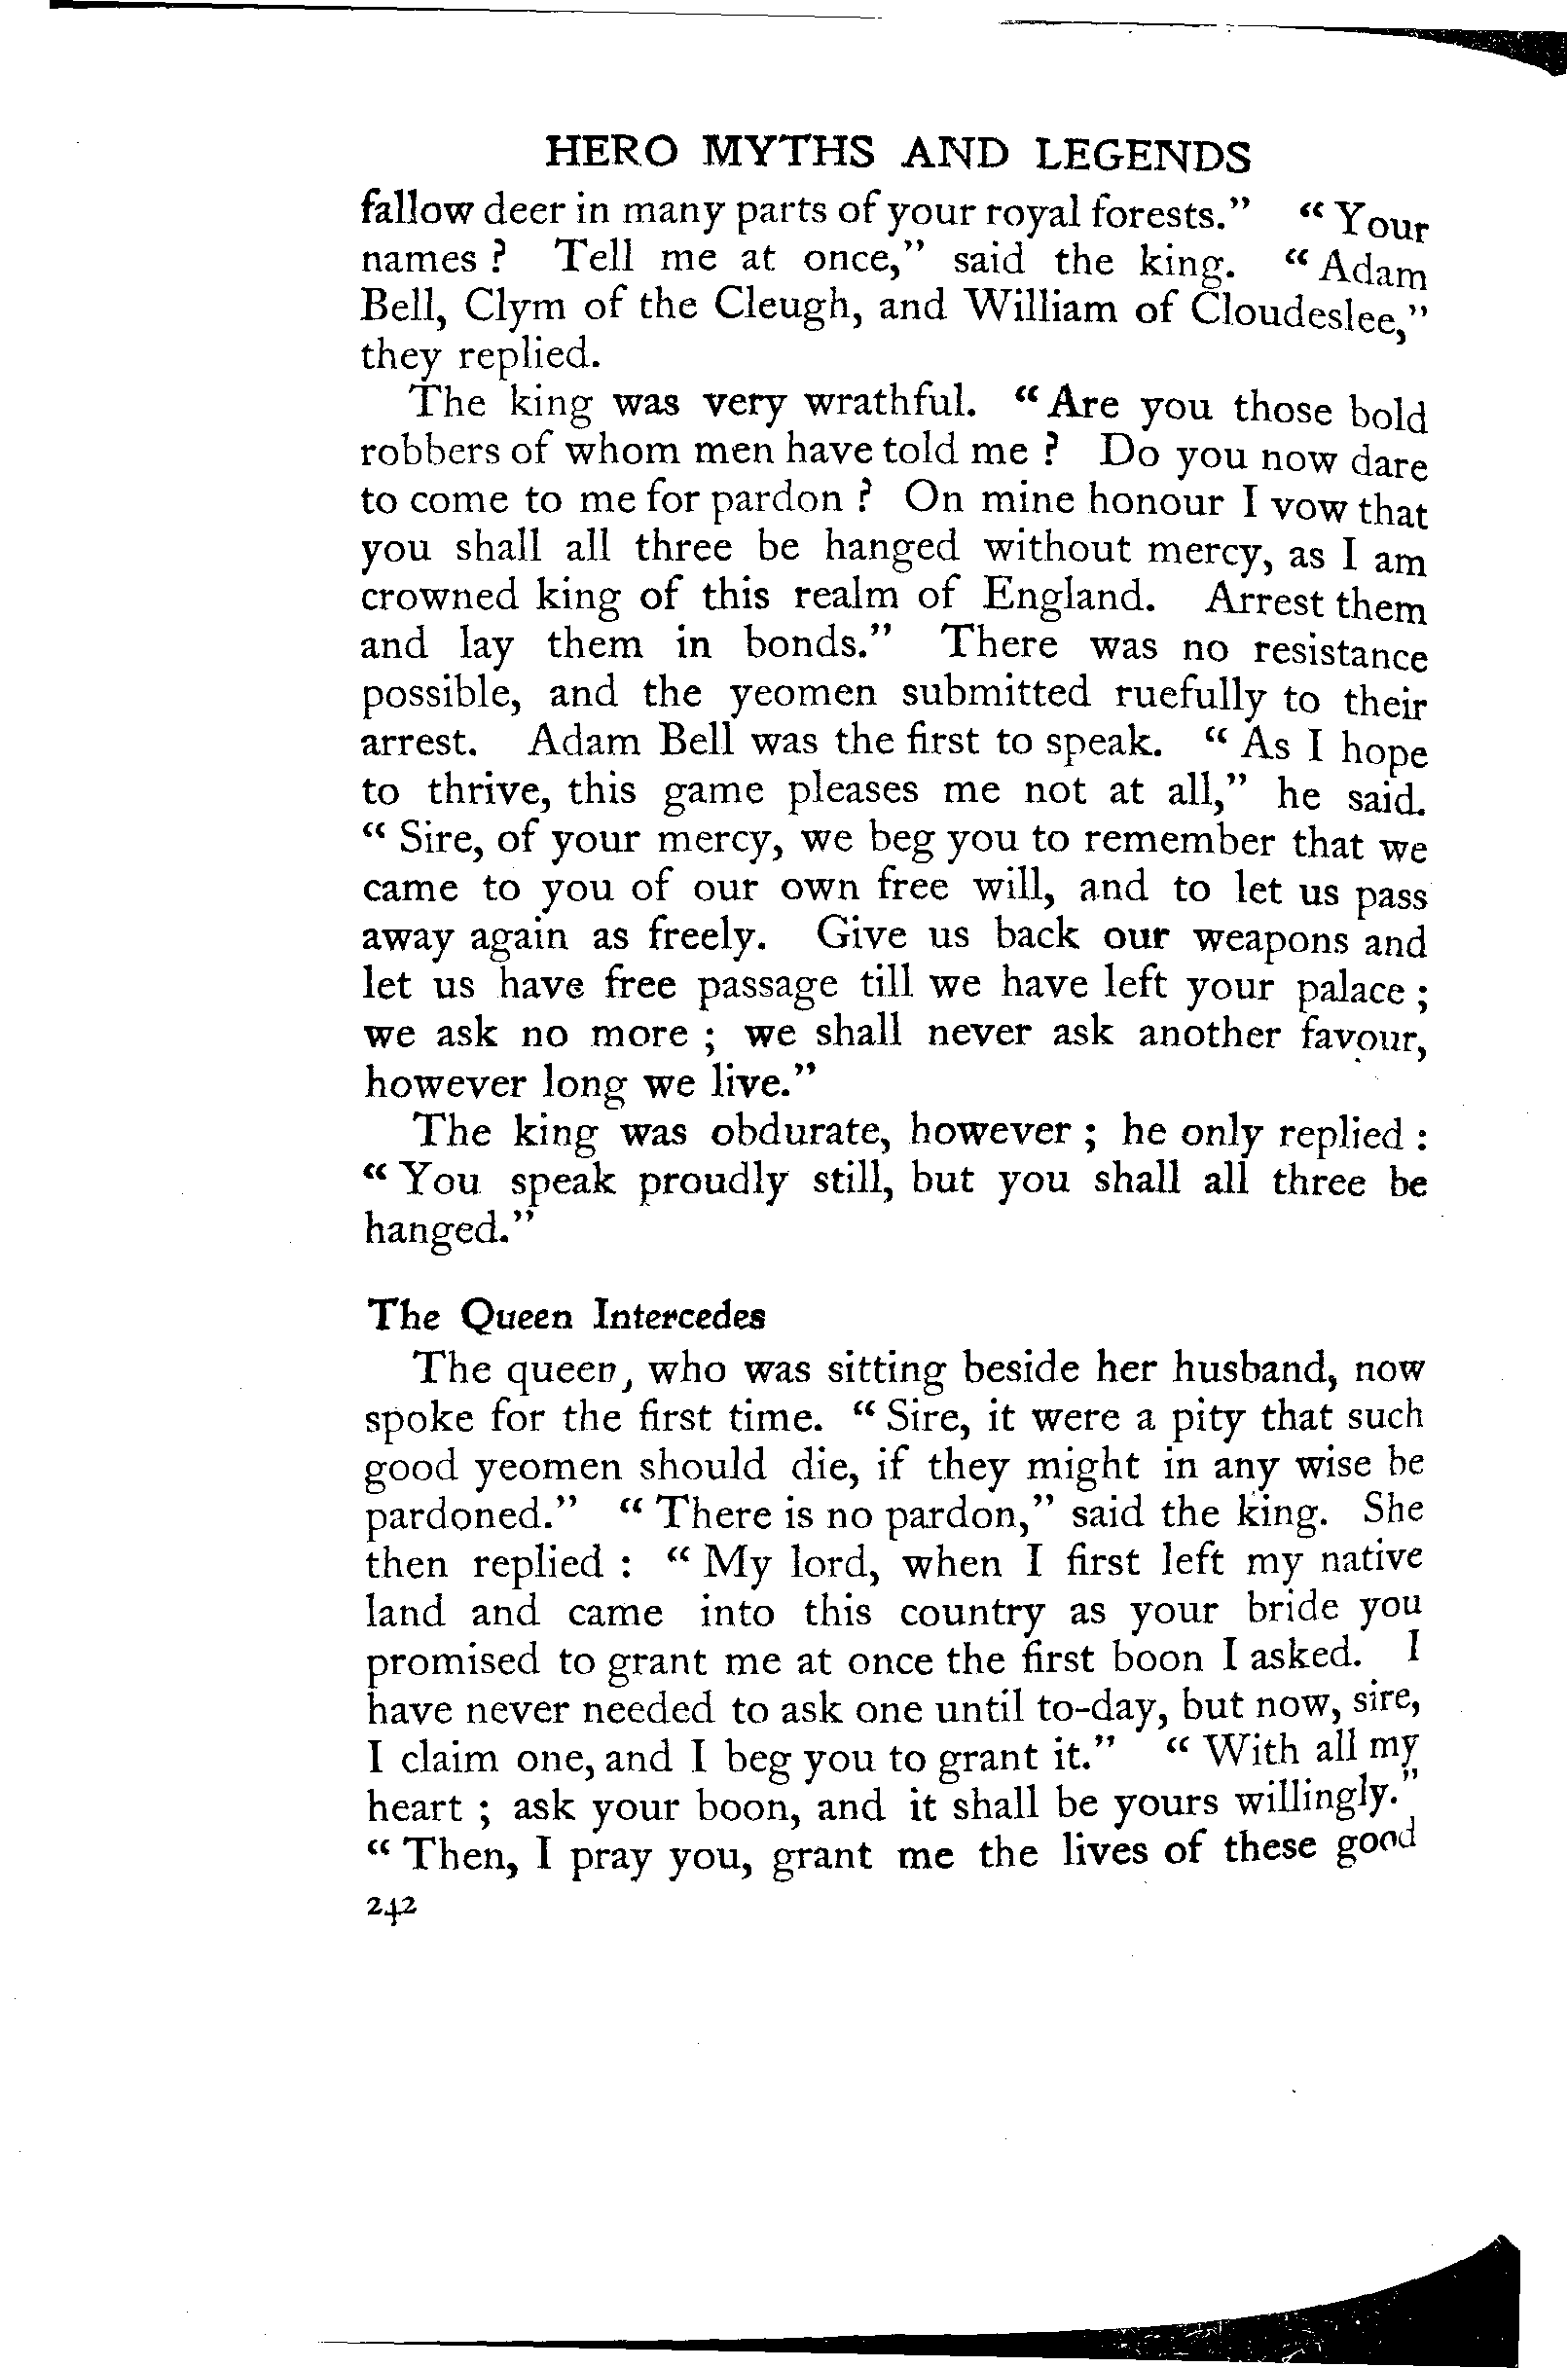 HERO MYTHS AND LEGENDS
fallow deer in many parts of your royal forests." "Your
names ? Tell me at once," said the king. "Adam
Bell, Clym of the Cleugh, and William of Cloudeslee,"
they replied.
The king was very wrathful. "Are you those bold
robbers of whom men have told me ? Do you now dare
to come to me for pardon ? On mine honour I vow that
you shall all three be hanged without mercy, as I am
crowned king of this realm of England. Arrest them
and lay them in bonds." There was no resistance
possible, and the yeomen submitted ruefully to their
arrest. Adam Bell was the first to speak. "As I hope
to thrive, this game pleases me not at all," he said.
"Sire, of your mercy, we beg you to remember that we
came to you of our own free will, and to let us pass
away again as freely. Give us back our weapons and
let us have free passage till we have left your palace ;
we ask no more ; we shall never ask another favour,
however long we live."
The king was obdurate, however ; he only replied :
"You speak proudly still, but you shall all three be
hanged."
The Queen Intercedes
The queen, who was sitting beside her husband, now
spoke for the first time. "Sire, it were a pity that such
good yeomen should die, if they might in any wise be
pardoned." "There is no pardon," said the king. She
then replied : "My lord, when I first left my native
land and came into this country as your bride you
promised to grant me at once the first boon I asked. I
have never needed to ask one until to-day, but now, sire,
I claim one, and I beg you to grant it." "With all my
heart ; ask your boon, and it shall be yours willingly."
"Then, I pray you, grant me the lives of these good
242